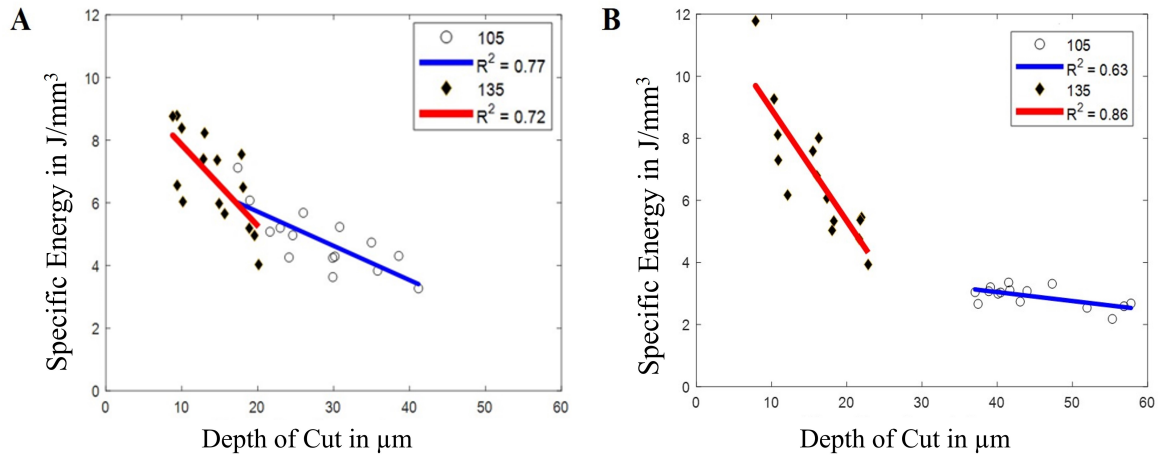 A
Specific Energy in J/mm³
12
10
8
6
4
2
0
0 10 20 30 40 50 60
Depth of Cut in µm
105
R² = 0.77
135
R² = 0.72
B
Specific Energy in J/mm³
12
10
8
6
4
2
0
0 10 20 30 40 50 60
Depth of Cut in µm
105
R² = 0.63
135
R² = 0.86